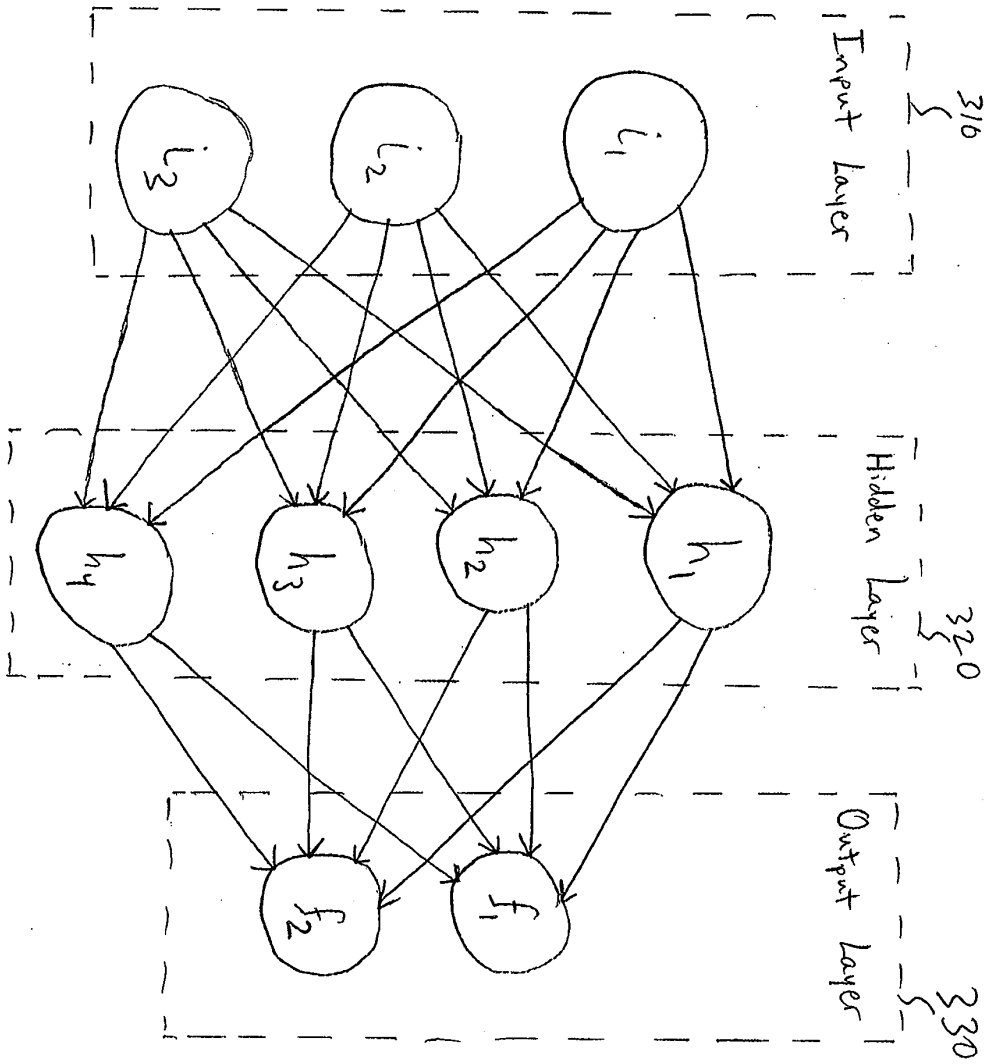 310
Input Layer
i1
i2
i3
320
Hidden Layer
h1
h2
h3
h4
330
Output Layer
f1
f2